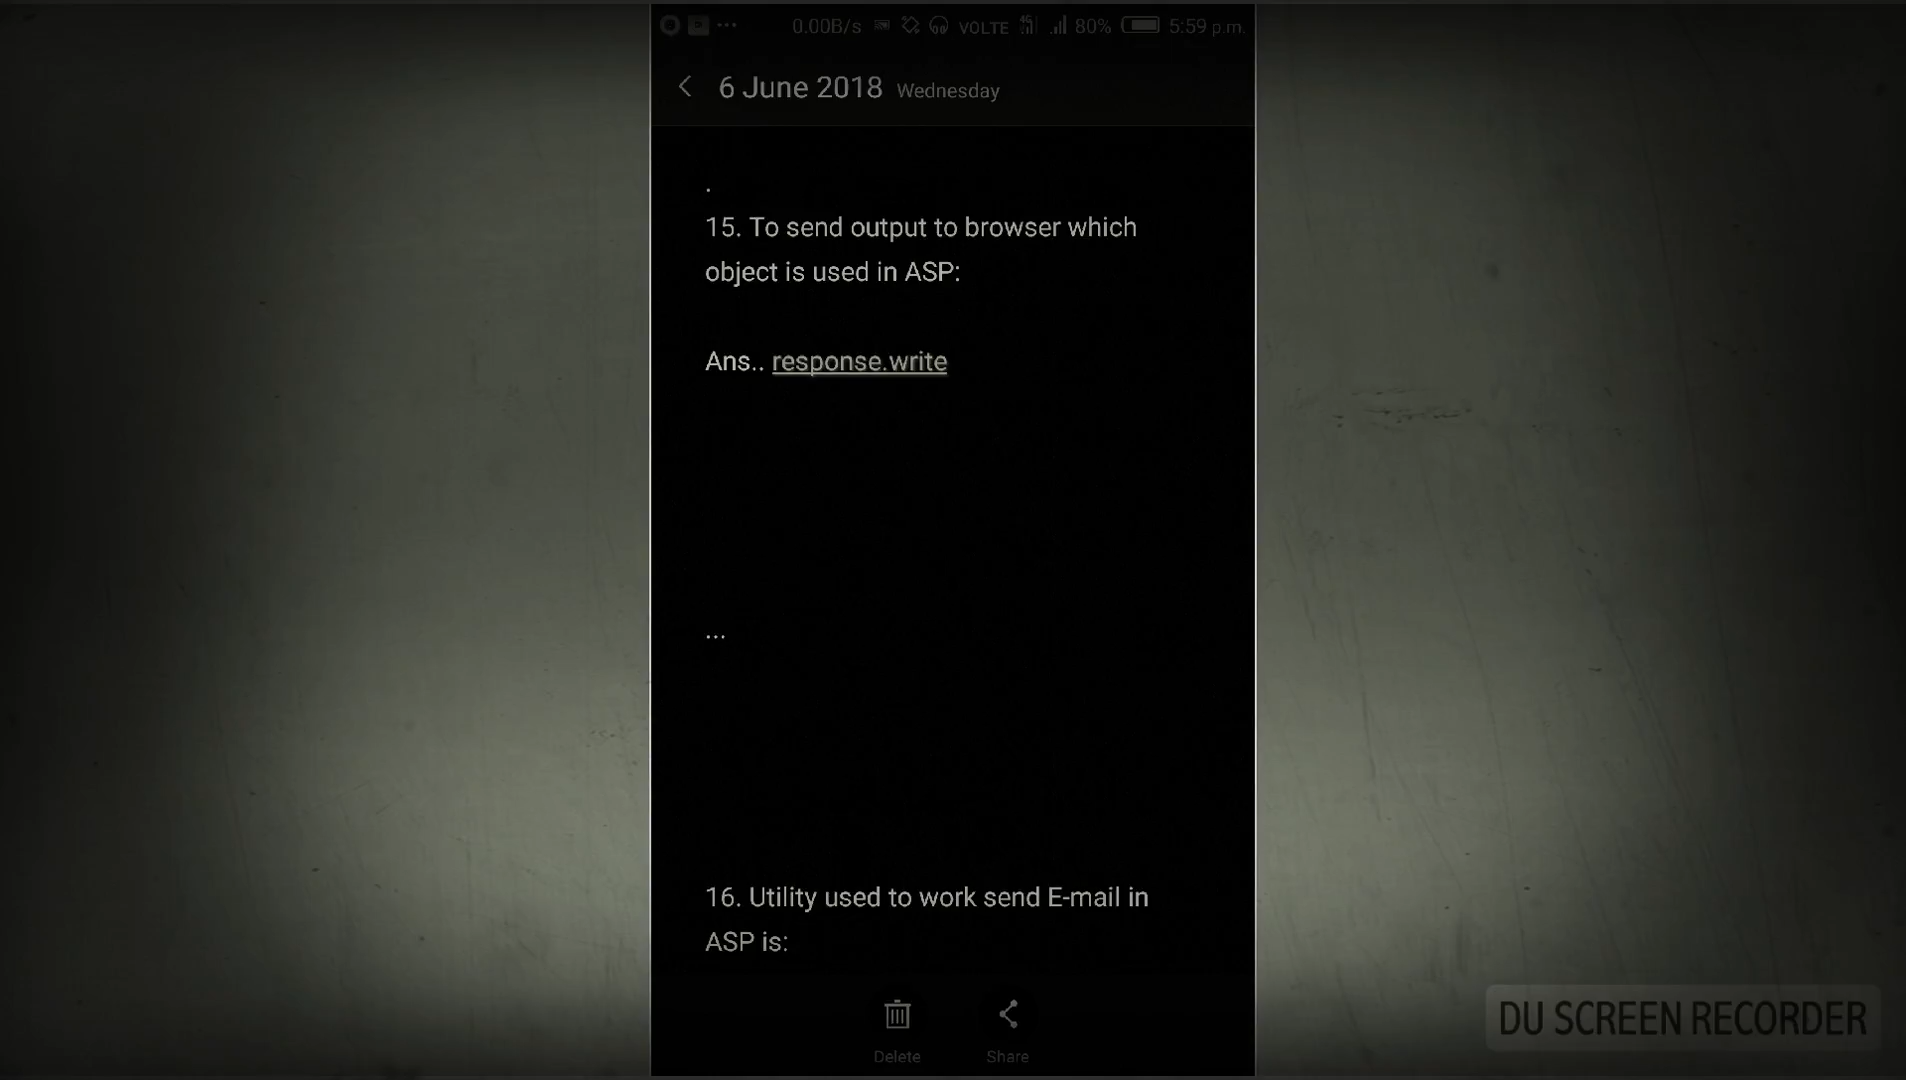 0.00B/s VOLTE 4G 80% 5:59 p.m.
6 June 2018 Wednesday
.
15. To send output to browser which
object is used in ASP:
Ans.. response.write
...
16. Utility used to work send E-mail in
ASP is:
Delete Share
DU SCREEN RECORDER